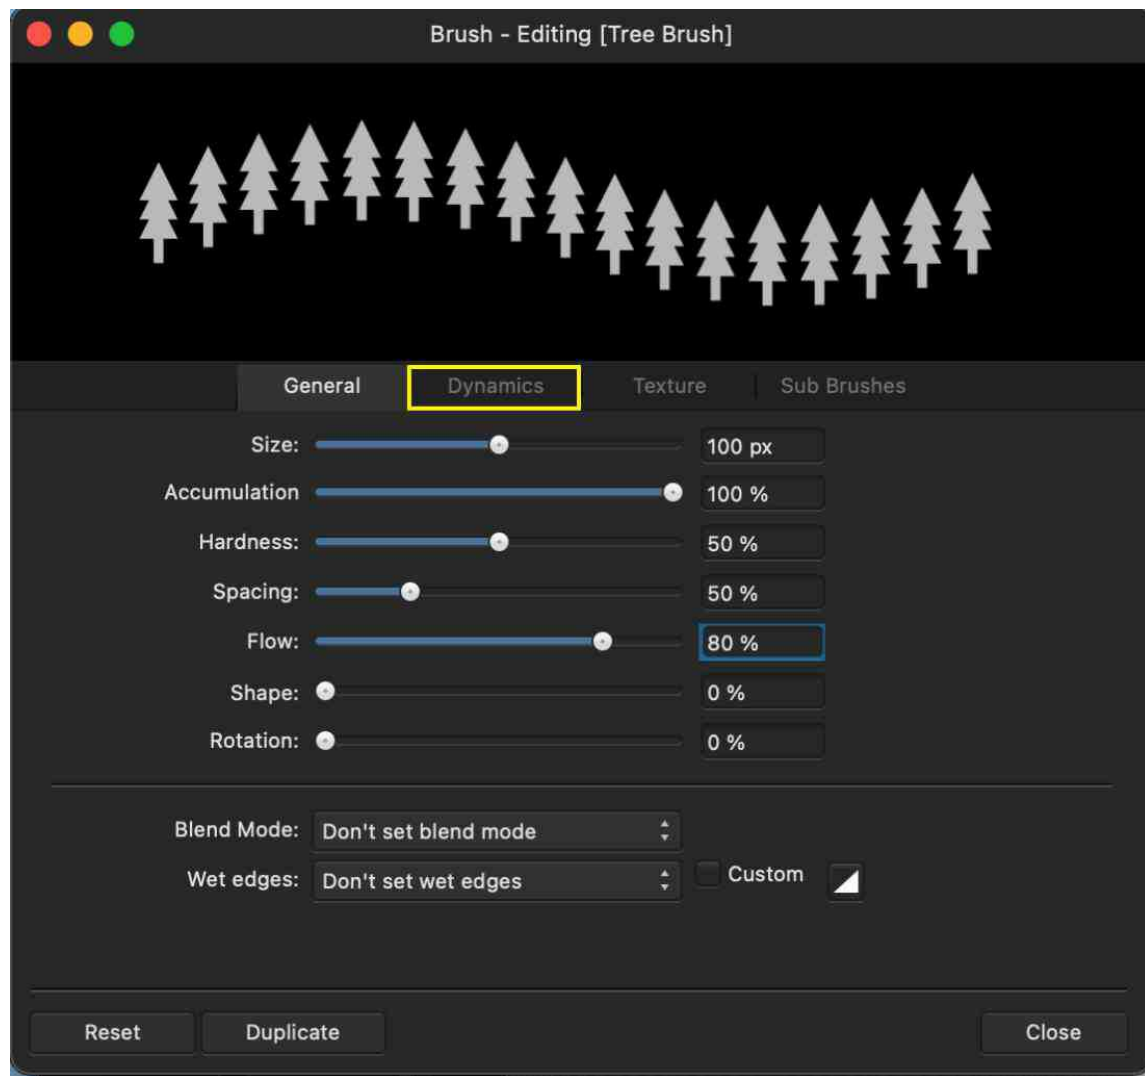 Brush - Editing [Tree Brush]
General Dynamics Texture Sub Brushes
Size: 100 px
Accumulation 100 %
Hardness: 50 %
Spacing: 50 %
Flow: 80 %
Shape: 0 %
Rotation: 0 %
Blend Mode: Don't set blend mode
Wet edges: Don't set wet edges Custom
Reset Duplicate Close